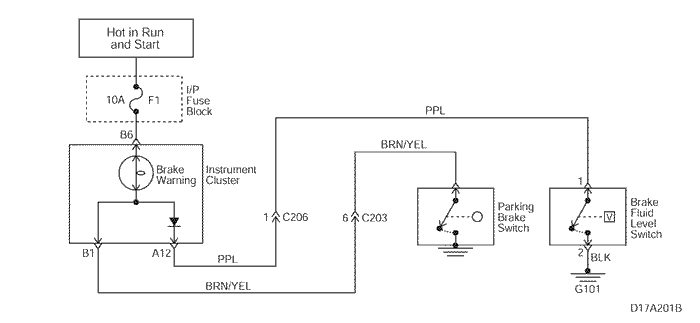 Hot in Run
and Start
10A F1
I/P
Fuse
Block
B6
Brake
Warning
Instrument
Cluster
B1
A12
PPL
BRN/YEL
1 C206
6 C203
PPL
BRN/YEL
Parking
Brake
Switch
1
V
Brake
Fluid
Level
Switch
2
BLK
G101
D17A201B